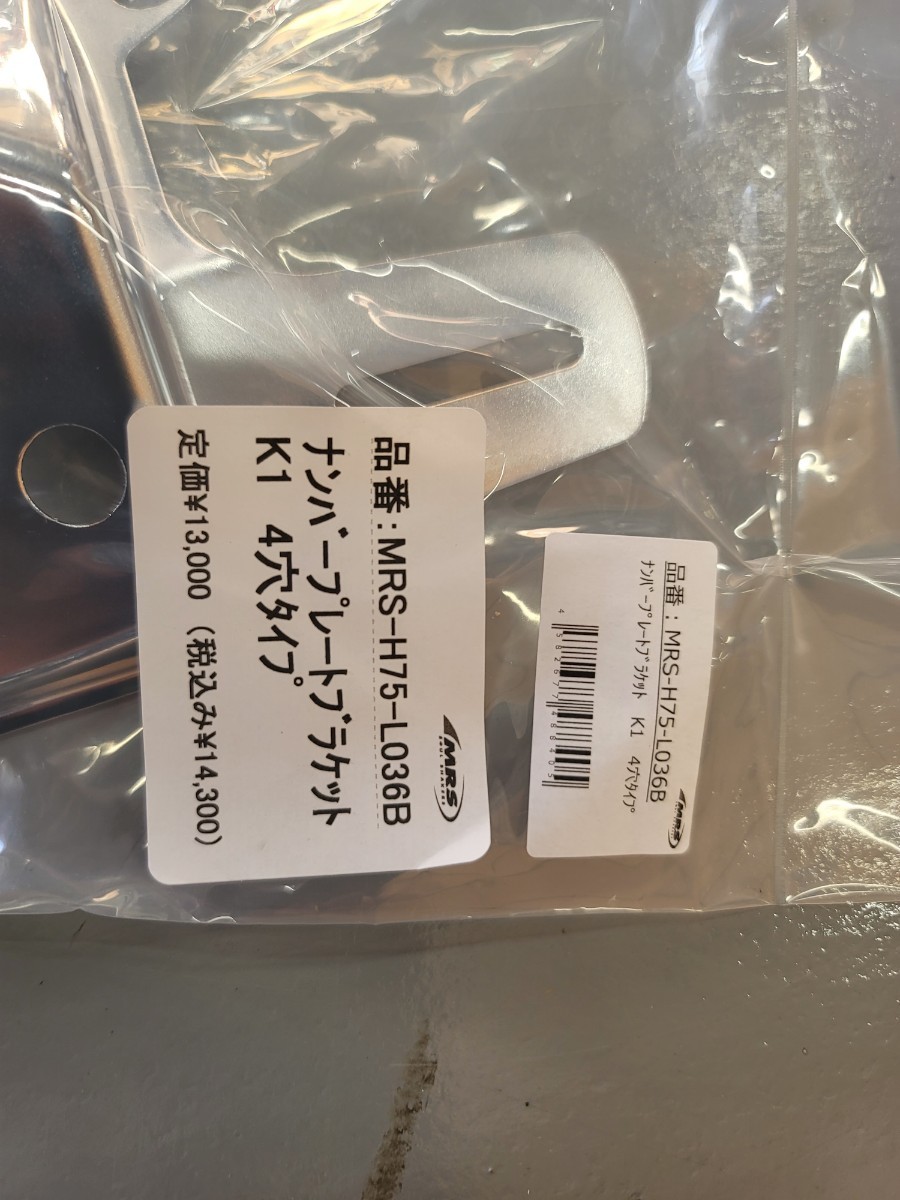 品番：MRS-H75-L036B
ナンバープレートブラケット
K1　4穴タイプ
定価¥13,000　（税込み¥14,300）
MRS
品番：MRS-H75-L036B
ﾅﾝﾊﾞｰﾌﾟﾚｰﾄﾌﾞﾗｹｯﾄ　K1　4穴ﾀｲﾌﾟ
MRS